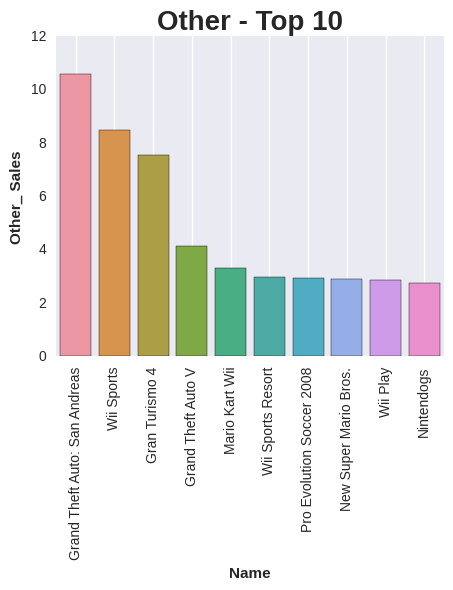 Other - Top 10
Other_ Sales
12
10
8
6
4
2
0
Grand Theft Auto: San Andreas
Wii Sports
Gran Turismo 4
Grand Theft Auto V
Mario Kart Wii
Wii Sports Resort
Pro Evolution Soccer 2008
New Super Mario Bros.
Wii Play
Nintendogs
Name